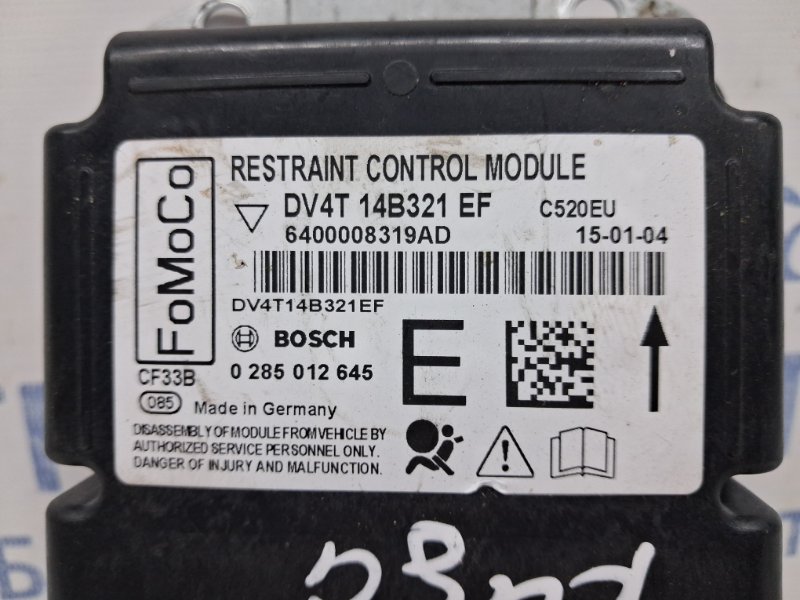 FoMoCo
RESTRAINT CONTROL MODULE
DV4T 14B321 EF C520EU
6400008319AD 15-01-04
DV4T14B321EF
BOSCH E
0 285 012 645
CF33B
085 Made in Germany
DISASSEMBLY OF MODULE FROM VEHICLE BY
AUTHORIZED SERVICE PERSONNEL ONLY.
DANGER OF INJURY AND MALFUNCTION.